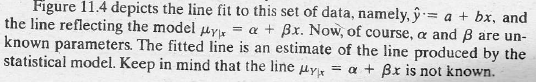 Figure 11.4 depicts the line fit to this set of data, namely, ŷ = a + bx, and
the line reflecting the model μY|x = α + βx. Now, of course, α and β are un-
known parameters. The fitted line is an estimate of the line produced by the
statistical model. Keep in mind that the line μY|x = α + βx is not known.